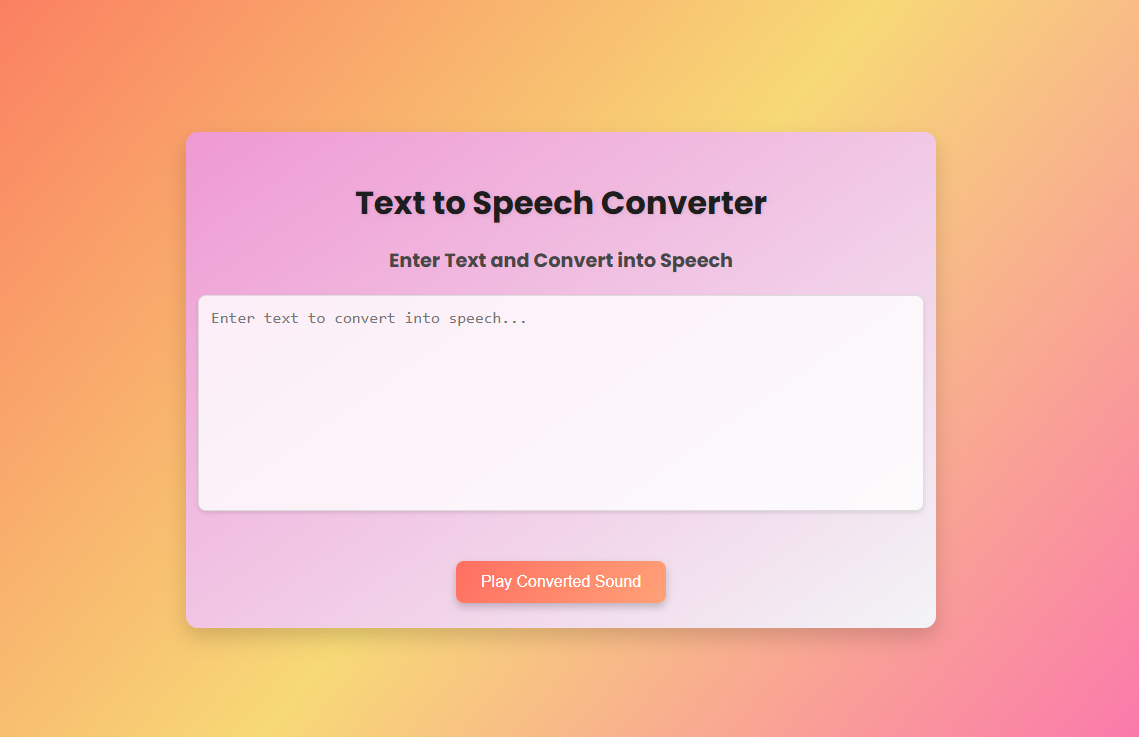 Text to Speech Converter
Enter Text and Convert into Speech
Enter text to convert into speech...
Play Converted Sound